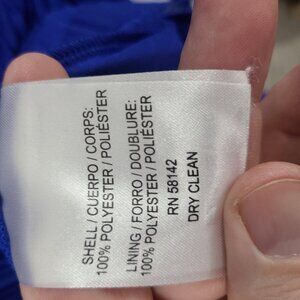 SHELL / CUERPO / CORPS:
100% POLYESTER / POLIÉSTER
LINING / FORRO / DOUBLURE:
100% POLYESTER / POLIÉSTER
RN 58142
DRY CLEAN